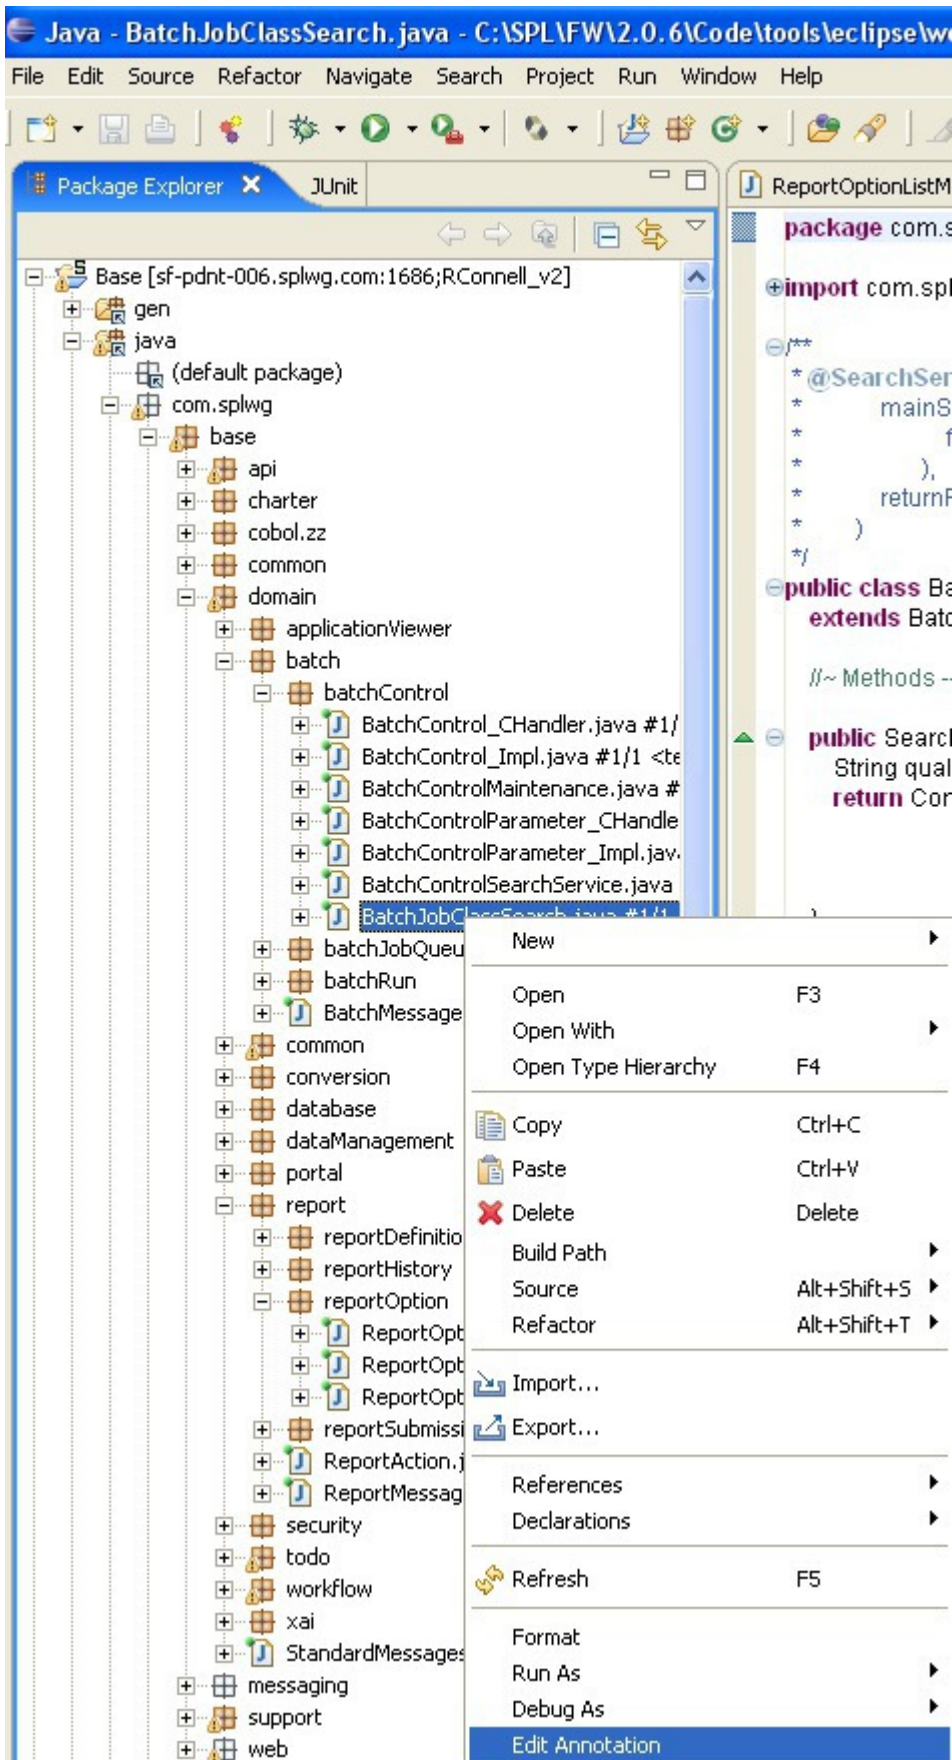 Java - BatchJobClassSearch.java - C:\SPL\FW\2.0.6\Code\tools\eclipse\
File Edit Source Refactor Navigate Search Project Run Window Help
Package Explorer JUnit
ReportOptionListM
Base [sf-pdnt-006.splwg.com:1686;RConnell_v2]
gen
java
(default package)
com.splwg
base
api
charter
cobol.zz
common
domain
applicationViewer
batch
batchControl
BatchControl_CHandler.java #1/
BatchControl_Impl.java #1/1 <te
BatchControlMaintenance.java #
BatchControlParameter_CHandle
BatchControlParameter_Impl.jav
BatchControlSearchService.java
BatchJobClassSearch.java #1/1
batchJobQueu
batchRun
BatchMessage
common
conversion
database
dataManagement
portal
report
reportDefinitio
reportHistory
reportOption
ReportOpt
ReportOpt
ReportOpt
reportSubmissi
ReportAction.j
ReportMessag
security
todo
workflow
xai
StandardMessages
messaging
support
web
package com.s
import com.spl
/**
* @SearchSer
* mainS
* f
* ),
* returnF
* )
*/
public class Ba
extends Batc
//~ Methods -
public Search
String qual
return Con
New
Open F3
Open With
Open Type Hierarchy F4
Copy Ctrl+C
Paste Ctrl+V
Delete Delete
Build Path
Source Alt+Shift+S
Refactor Alt+Shift+T
Import...
Export...
References
Declarations
Refresh F5
Format
Run As
Debug As
Edit Annotation